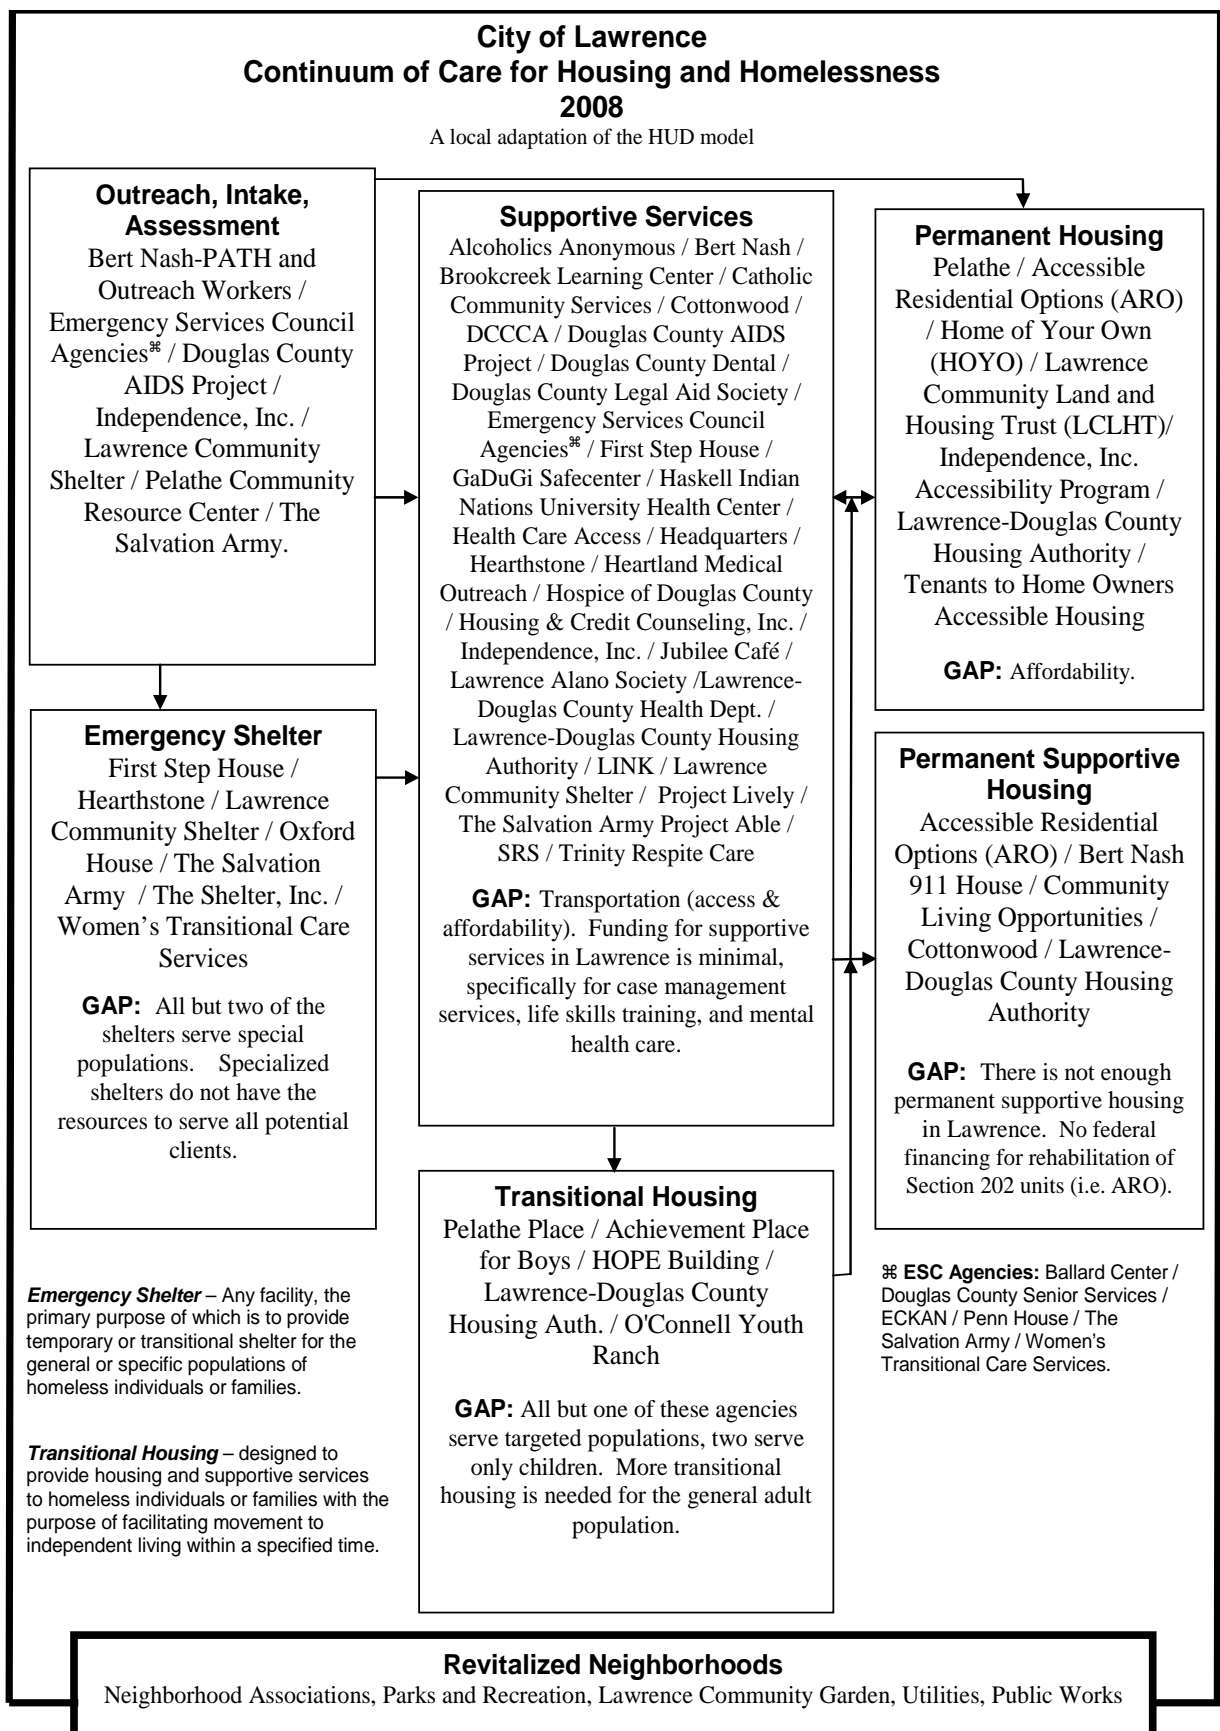 City of Lawrence
Continuum of Care for Housing and Homelessness
2008
A local adaptation of the HUD model
Outreach, Intake,
Assessment
Bert Nash-PATH and
Outreach Workers /
Emergency Services Council
Agencies⌘ / Douglas County
AIDS Project /
Independence, Inc. /
Lawrence Community
Shelter / Pelathe Community
Resource Center / The
Salvation Army.
Emergency Shelter
First Step House /
Hearthstone / Lawrence
Community Shelter / Oxford
House / The Salvation
Army / The Shelter, Inc. /
Women's Transitional Care
Services
GAP: All but two of the
shelters serve special
populations. Specialized
shelters do not have the
resources to serve all potential
clients.
Emergency Shelter – Any facility, the
primary purpose of which is to provide
temporary or transitional shelter for the
general or specific populations of
homeless individuals or families.
Transitional Housing – designed to
provide housing and supportive services
to homeless individuals or families with the
purpose of facilitating movement to
independent living within a specified time.
Supportive Services
Alcoholics Anonymous / Bert Nash /
Brookcreek Learning Center / Catholic
Community Services / Cottonwood /
DCCCA / Douglas County AIDS
Project / Douglas County Dental /
Douglas County Legal Aid Society /
Emergency Services Council
Agencies⌘ / First Step House /
GaDuGi Safecenter / Haskell Indian
Nations University Health Center /
Health Care Access / Headquarters /
Hearthstone / Heartland Medical
Outreach / Hospice of Douglas County
/ Housing & Credit Counseling, Inc. /
Independence, Inc. / Jubilee Café /
Lawrence Alano Society /Lawrence-
Douglas County Health Dept. /
Lawrence-Douglas County Housing
Authority / LINK / Lawrence
Community Shelter / Project Lively /
The Salvation Army Project Able /
SRS / Trinity Respite Care
GAP: Transportation (access &
affordability). Funding for supportive
services in Lawrence is minimal,
specifically for case management
services, life skills training, and mental
health care.
Transitional Housing
Pelathe Place / Achievement Place
for Boys / HOPE Building /
Lawrence-Douglas County
Housing Auth. / O'Connell Youth
Ranch
GAP: All but one of these agencies
serve targeted populations, two serve
only children. More transitional
housing is needed for the general adult
population.
Permanent Housing
Pelathe / Accessible
Residential Options (ARO)
/ Home of Your Own
(HOYO) / Lawrence
Community Land and
Housing Trust (LCLHT)/
Independence, Inc.
Accessibility Program /
Lawrence-Douglas County
Housing Authority /
Tenants to Home Owners
Accessible Housing
GAP: Affordability.
Permanent Supportive
Housing
Accessible Residential
Options (ARO) / Bert Nash
911 House / Community
Living Opportunities /
Cottonwood / Lawrence-
Douglas County Housing
Authority
GAP: There is not enough
permanent supportive housing
in Lawrence. No federal
financing for rehabilitation of
Section 202 units (i.e. ARO).
⌘ ESC Agencies: Ballard Center /
Douglas County Senior Services /
ECKAN / Penn House / The
Salvation Army / Women's
Transitional Care Services.
Revitalized Neighborhoods
Neighborhood Associations, Parks and Recreation, Lawrence Community Garden, Utilities, Public Works